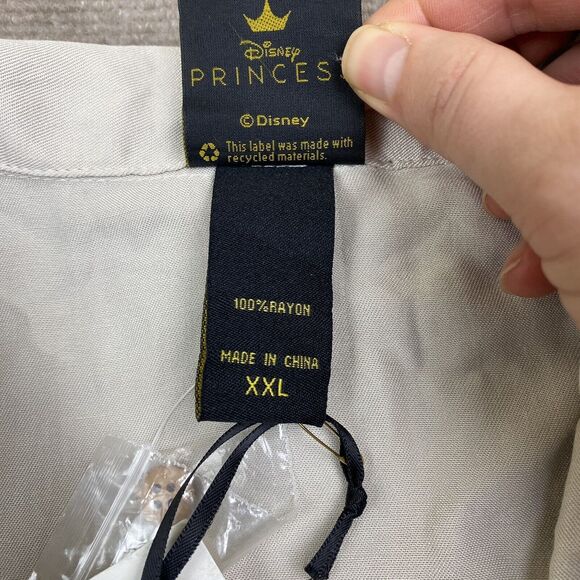 Disney
PRINCESS
©Disney
This label was made with
recycled materials.
100%RAYON
MADE IN CHINA
XXL